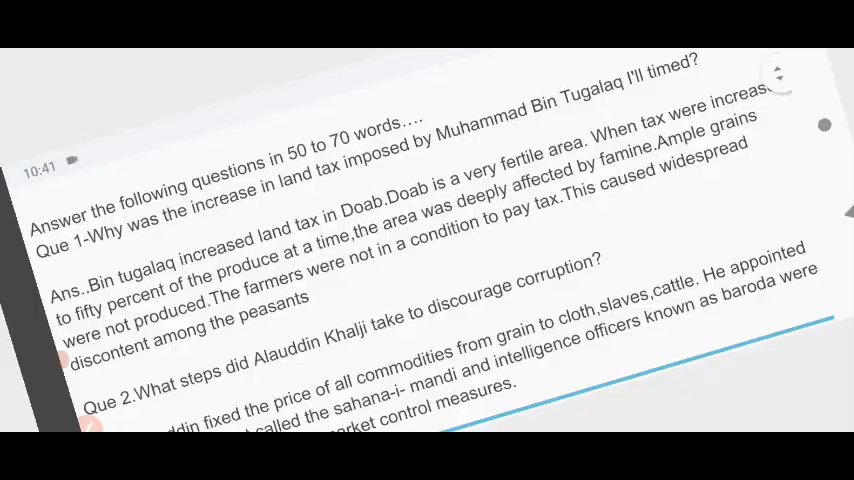 10:41
Answer the following questions in 50 to 70 words....
Que 1-Why was the increase in land tax imposed by Muhammad Bin Tugalaq I'll timed?
Ans..Bin tugalaq increased land tax in Doab.Doab is a very fertile area. When tax were increase
to fifty percent of the produce at a time,the area was deeply affected by famine.Ample grains
were not produced.The farmers were not in a condition to pay tax.This caused widespread
discontent among the peasants
Que 2.What steps did Alauddin Khalji take to discourage corruption?
fixed the price of all commodities from grain to cloth,slaves,cattle. He appointed
called the sahana-i- mandi and intelligence officers known as baroda were
control measures.